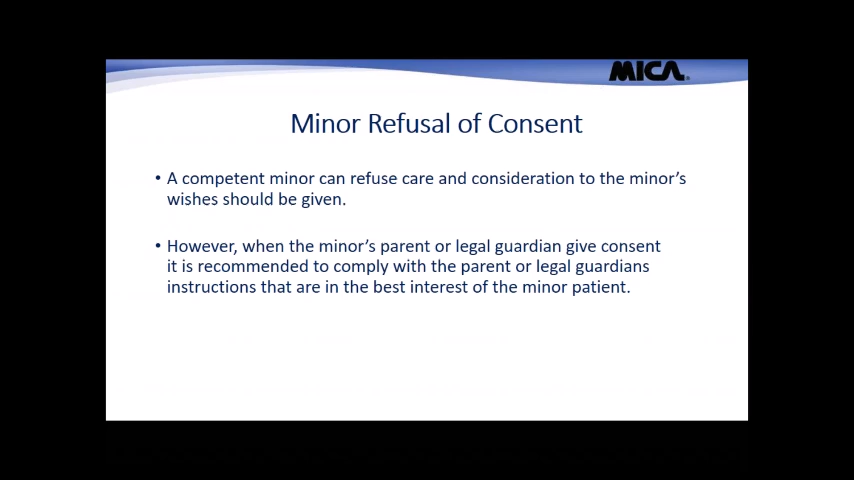 MICA
Minor Refusal of Consent
• A competent minor can refuse care and consideration to the minor's
wishes should be given.
• However, when the minor's parent or legal guardian give consent
it is recommended to comply with the parent or legal guardians
instructions that are in the best interest of the minor patient.